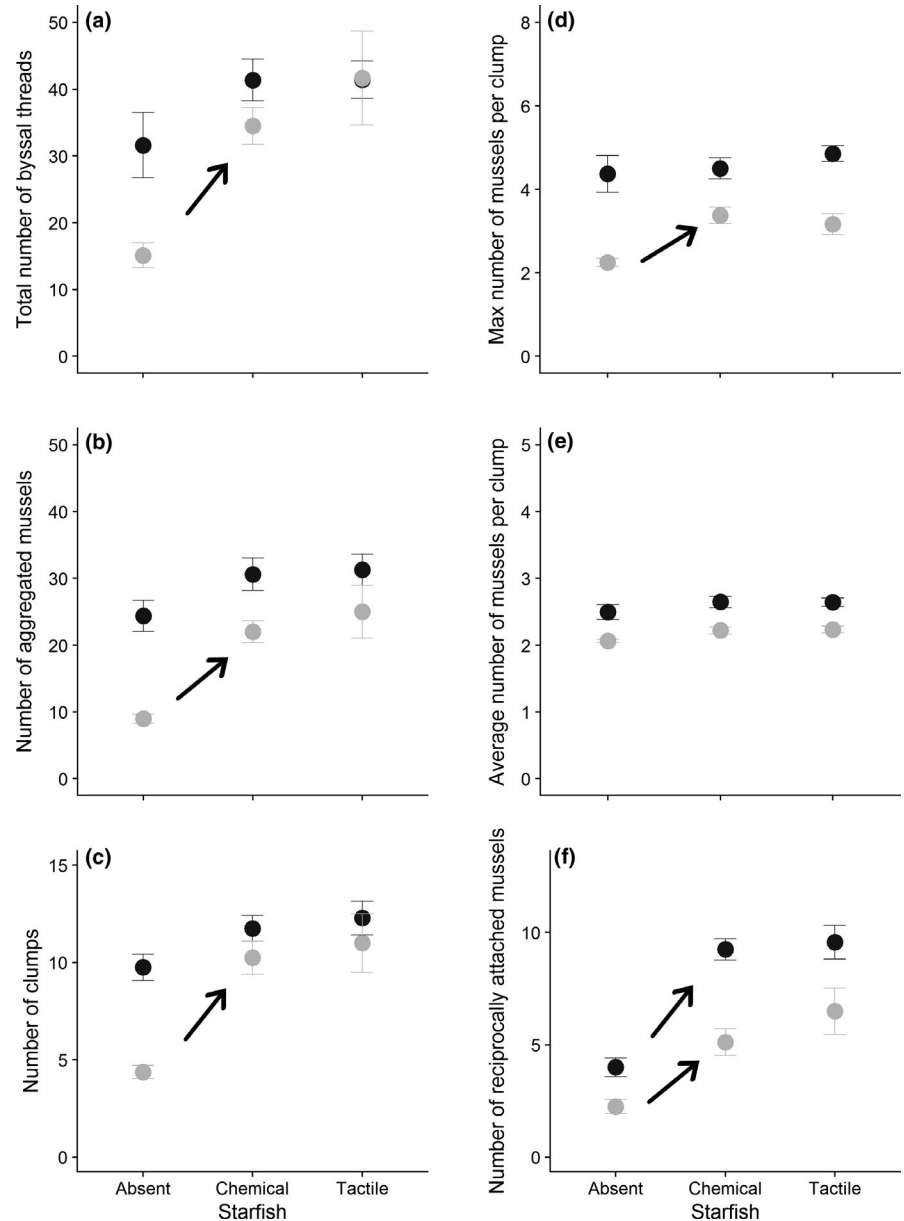 (a)
Total number of byssal threads
50
40
30
20
10
0
(d)
Max number of mussels per clump
8
6
4
2
0
(b)
Number of aggregated mussels
50
40
30
20
10
0
(e)
Average number of mussels per clump
5
4
3
2
1
0
(c)
Number of clumps
15
10
5
0
Absent Chemical Tactile
Starfish
(f)
Number of reciprocally attached mussels
10
5
0
Absent Chemical Tactile
Starfish